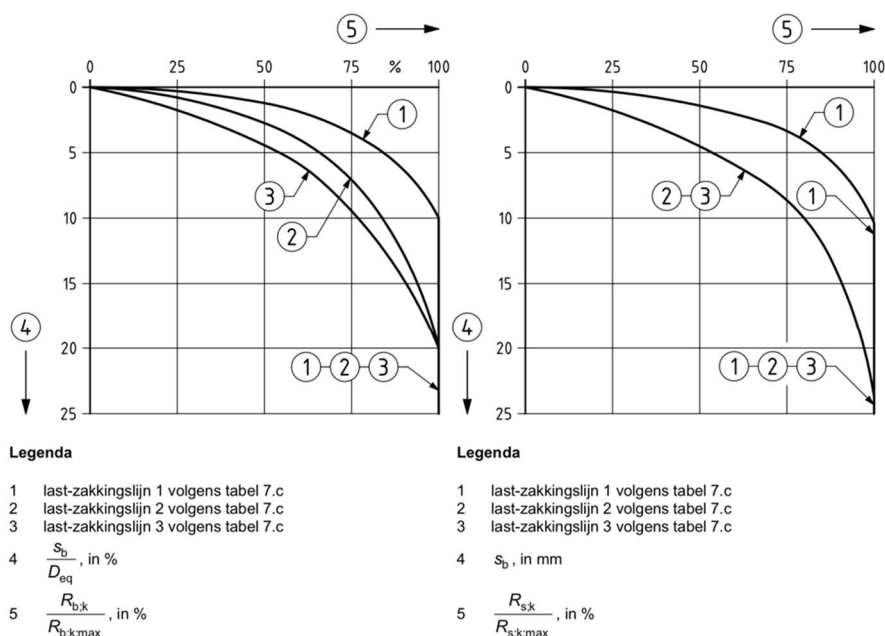 5 5
0 25 50 75 % 100 0 25 50 75 100
0 0
1 1
5 5
3 2 3 1
10 2 10
15 15
4 4
20 20
1 2 3 1 2 3
25 25
Legenda
1 last-zakkingslijn 1 volgens tabel 7.c
2 last-zakkingslijn 2 volgens tabel 7.c
3 last-zakkingslijn 3 volgens tabel 7.c
4 s_b / D_eq , in %
5 R_b;k / R_b;k;max , in %
Legenda
1 last-zakkingslijn 1 volgens tabel 7.c
2 last-zakkingslijn 2 volgens tabel 7.c
3 last-zakkingslijn 3 volgens tabel 7.c
4 s_b , in mm
5 R_s;k / R_s;k;max , in %